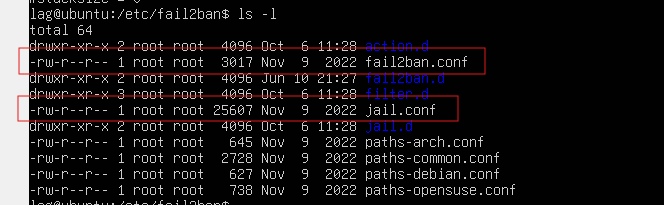 #stacksize = 0
lag@ubuntu:/etc/fail2ban$ ls -l
total 64
drwxr-xr-x 2 root root  4096 Oct  6 11:28 action.d
-rw-r--r-- 1 root root  3017 Nov  9  2022 fail2ban.conf
drwxr-xr-x 2 root root  4096 Jun 10 21:27 fail2ban.d
drwxr-xr-x 3 root root  4096 Oct  6 11:28 filter.d
-rw-r--r-- 1 root root 25607 Nov  9  2022 jail.conf
drwxr-xr-x 2 root root  4096 Oct  6 11:28 jail.d
-rw-r--r-- 1 root root   645 Nov  9  2022 paths-arch.conf
-rw-r--r-- 1 root root  2728 Nov  9  2022 paths-common.conf
-rw-r--r-- 1 root root   627 Nov  9  2022 paths-debian.conf
-rw-r--r-- 1 root root   738 Nov  9  2022 paths-opensuse.conf
lag@ubuntu:/etc/fail2ban$